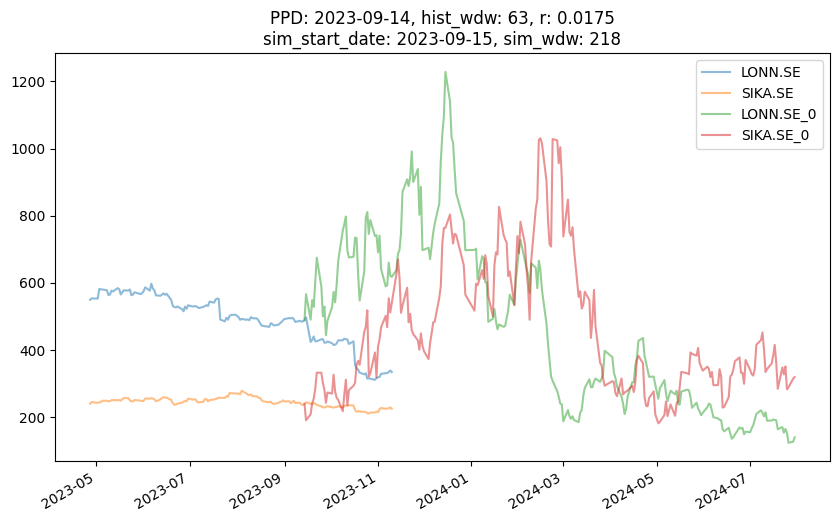 PPD: 2023-09-14, hist_wdw: 63, r: 0.0175
sim_start_date: 2023-09-15, sim_wdw: 218
LONN.SE
SIKA.SE
LONN.SE_0
SIKA.SE_0
1200
1000
800
600
400
200
2023-05
2023-07
2023-09
2023-11
2024-01
2024-03
2024-05
2024-07